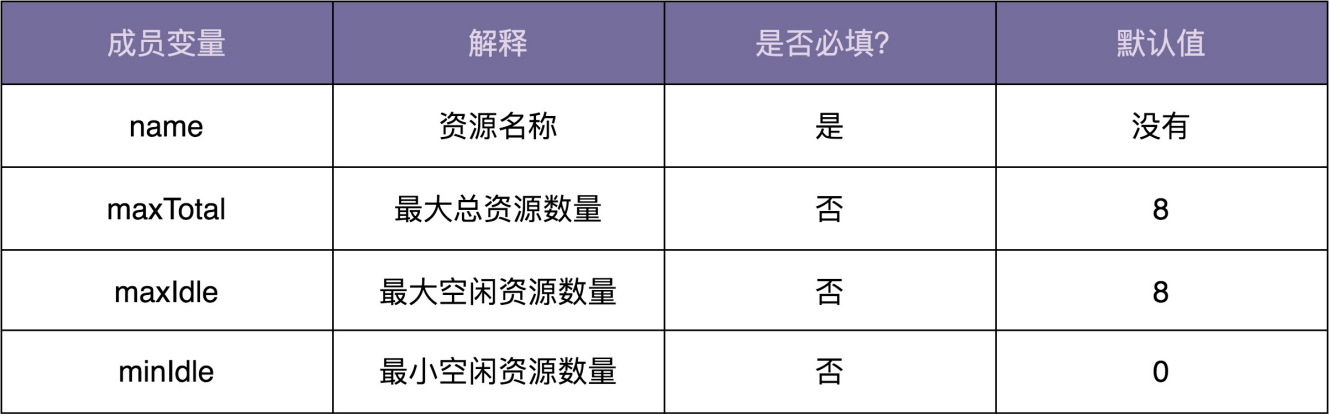 成员变量 解释 是否必填? 默认值
name 资源名称 是 没有
maxTotal 最大总资源数量 否 8
maxIdle 最大空闲资源数量 否 8
minIdle 最小空闲资源数量 否 0